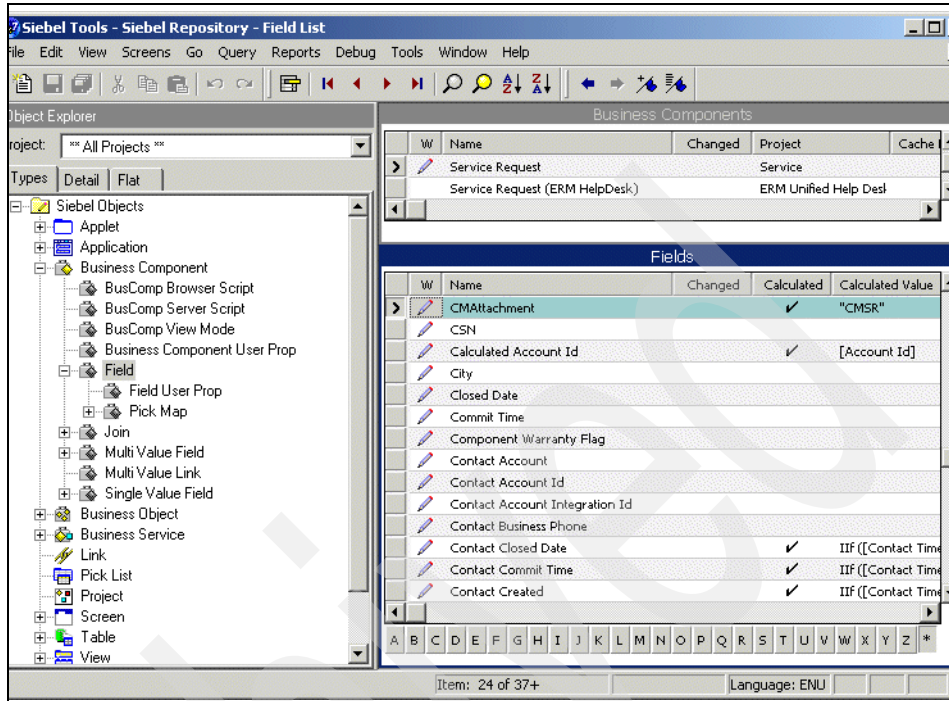 Siebel Tools - Siebel Repository - Field List
File Edit View Screens Go Query Reports Debug Tools Window Help
Object Explorer
Project: ** All Projects **
Types Detail Flat
Siebel Objects
Applet
Application
Business Component
BusComp Browser Script
BusComp Server Script
BusComp View Mode
Business Component User Prop
Field
Field User Prop
Pick Map
Join
Multi Value Field
Multi Value Link
Single Value Field
Business Object
Business Service
Link
Pick List
Project
Screen
Table
View
Business Components
W Name Changed Project Cache
Service Request Service
Service Request (ERM HelpDesk) ERM Unified Help Desk
Fields
W Name Changed Calculated Calculated Value
CMAttachment "CMSR"
CSN
Calculated Account Id [Account Id]
City
Closed Date
Commit Time
Component Warranty Flag
Contact Account
Contact Account Id
Contact Account Integration Id
Contact Business Phone
Contact Closed Date IIf ([Contact Time
Contact Commit Time IIf ([Contact Time
Contact Created IIf ([Contact Time
A B C D E F G H I J K L M N O P Q R S T U V W X Y Z *
Item: 24 of 37+ Language: ENU